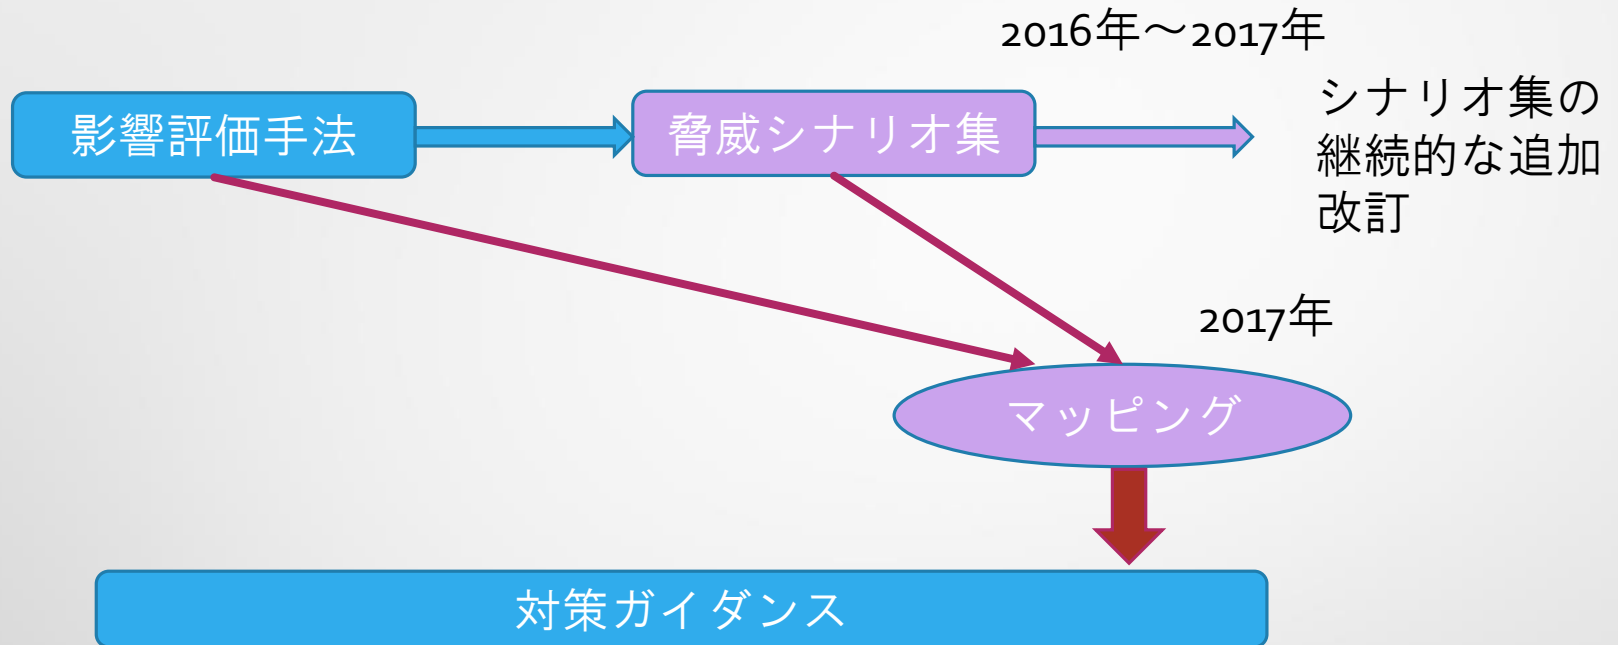 2016年～2017年
影響評価手法
脅威シナリオ集
シナリオ集の
継続的な追加
改訂
2017年
マッピング
対策ガイダンス